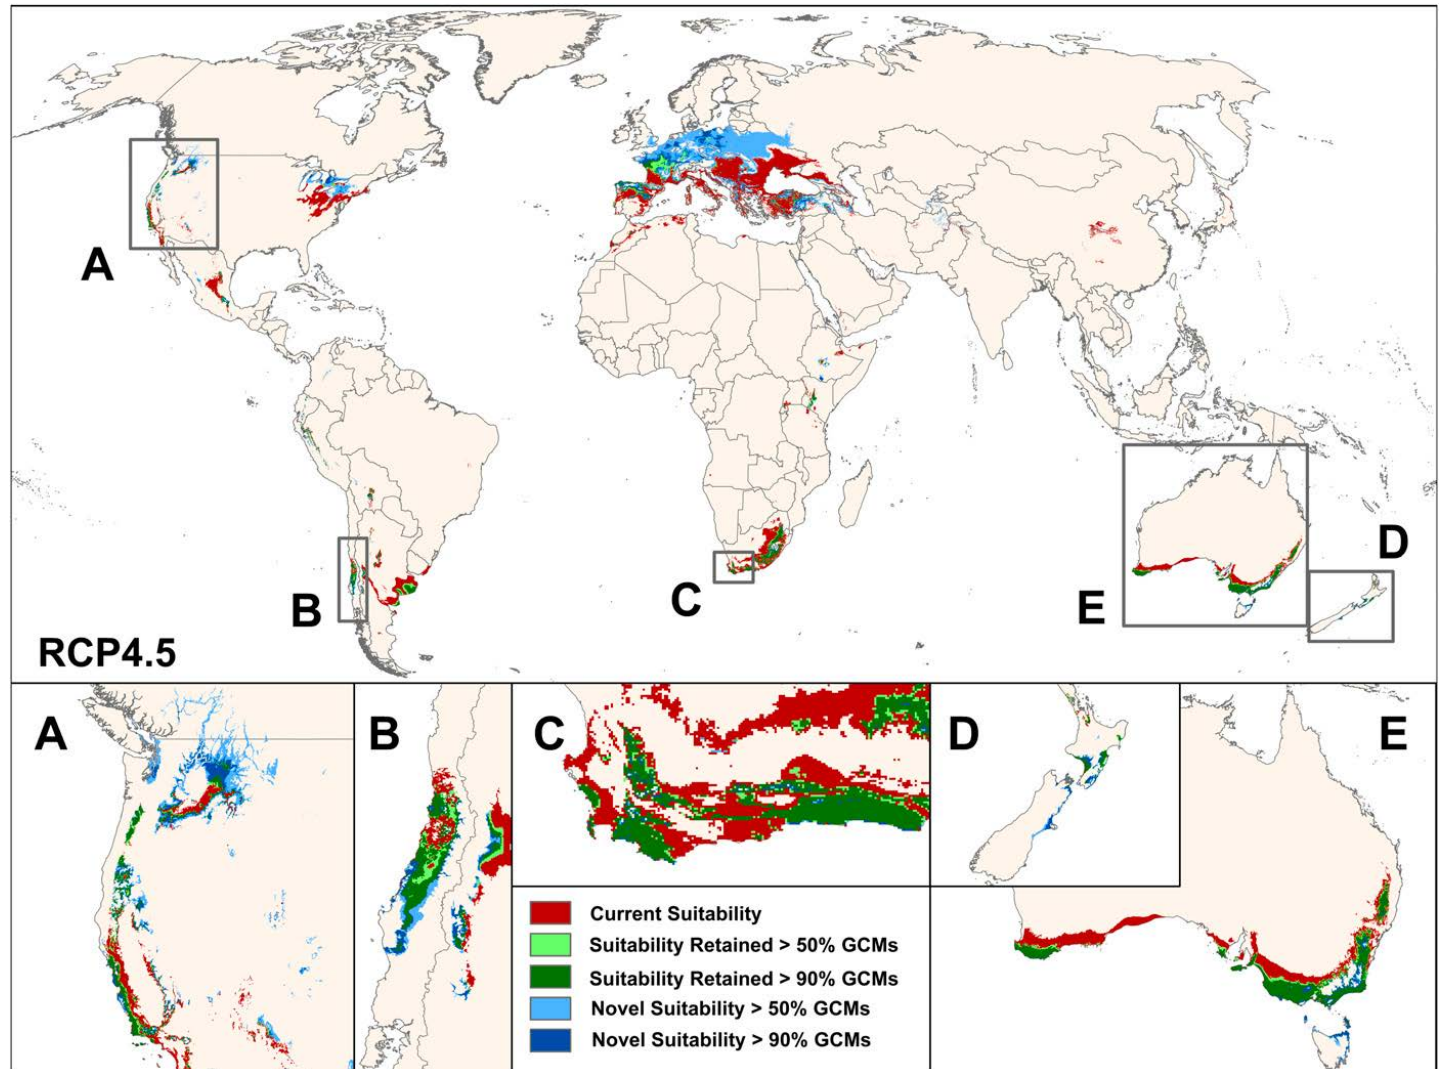 A
B
C
D
E
RCP4.5
A
B
C
D
E
Current Suitability
Suitability Retained > 50% GCMs
Suitability Retained > 90% GCMs
Novel Suitability > 50% GCMs
Novel Suitability > 90% GCMs